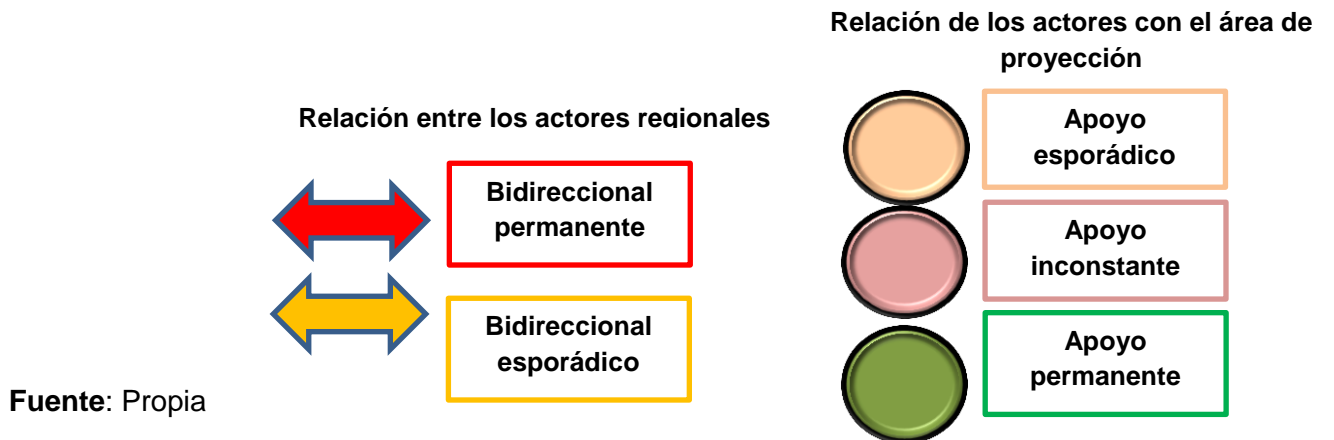 Relación de los actores con el área de
proyección
Relación entre los actores regionales
Bidireccional
permanente
Bidireccional
esporádico
Apoyo
esporádico
Apoyo
inconstante
Apoyo
permanente
Fuente: Propia